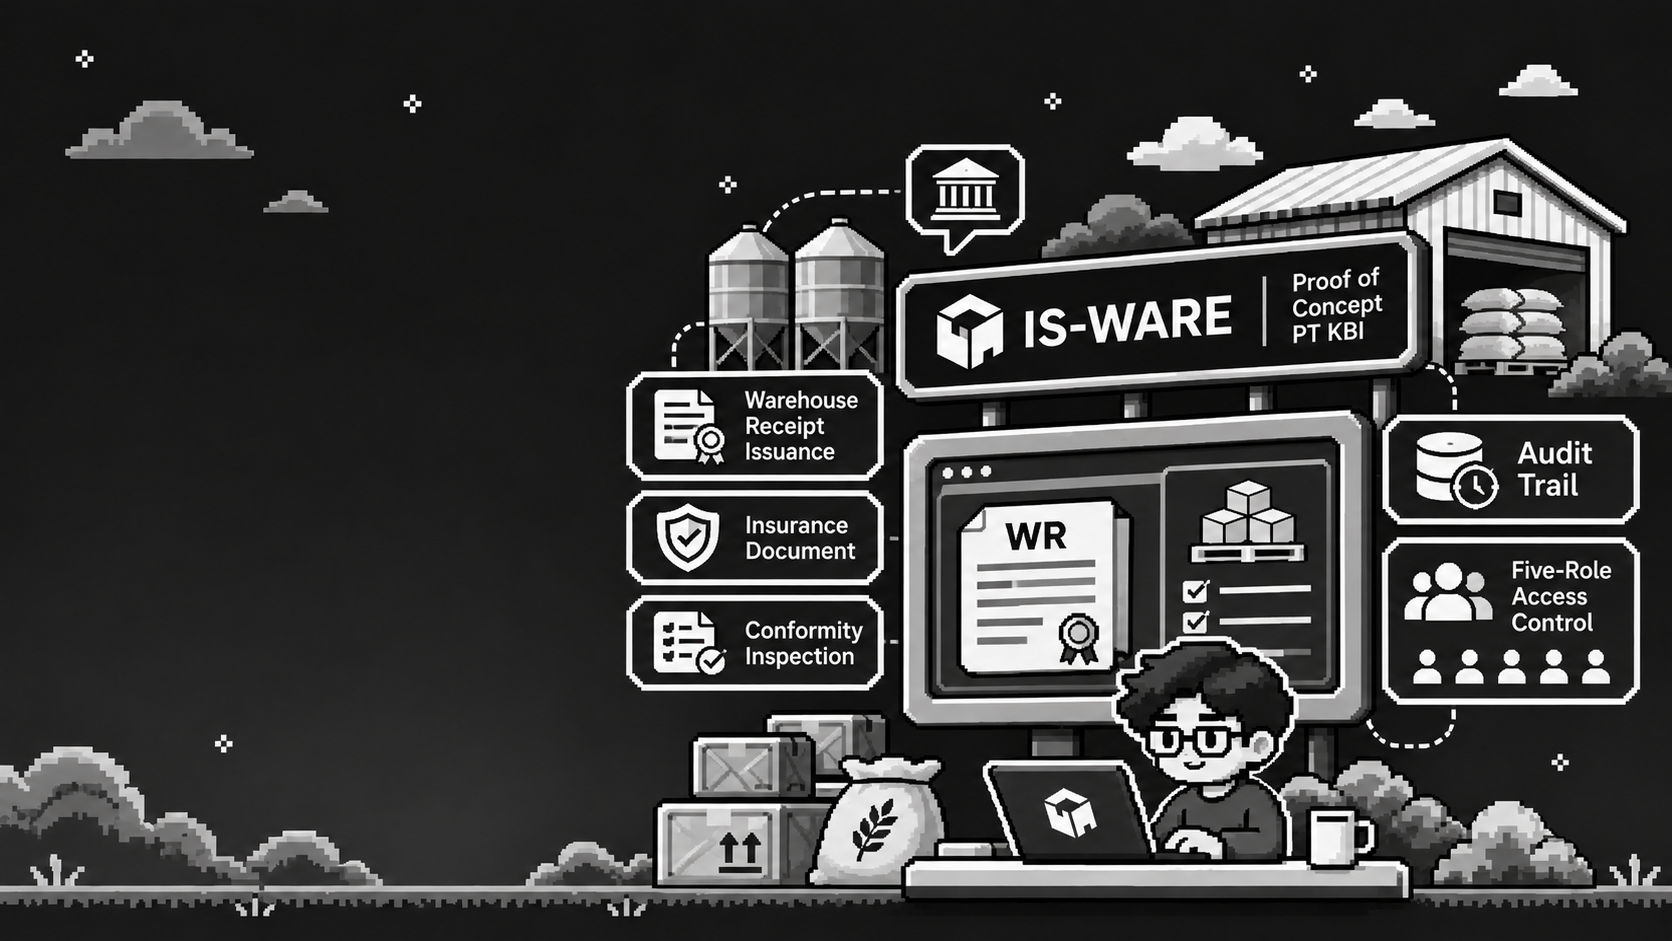 IS-WARE
Proof of
Concept
PT KBI
Warehouse
Receipt
Issuance
Insurance
Document
Conformity
Inspection
WR
Audit
Trail
Five-Role
Access
Control